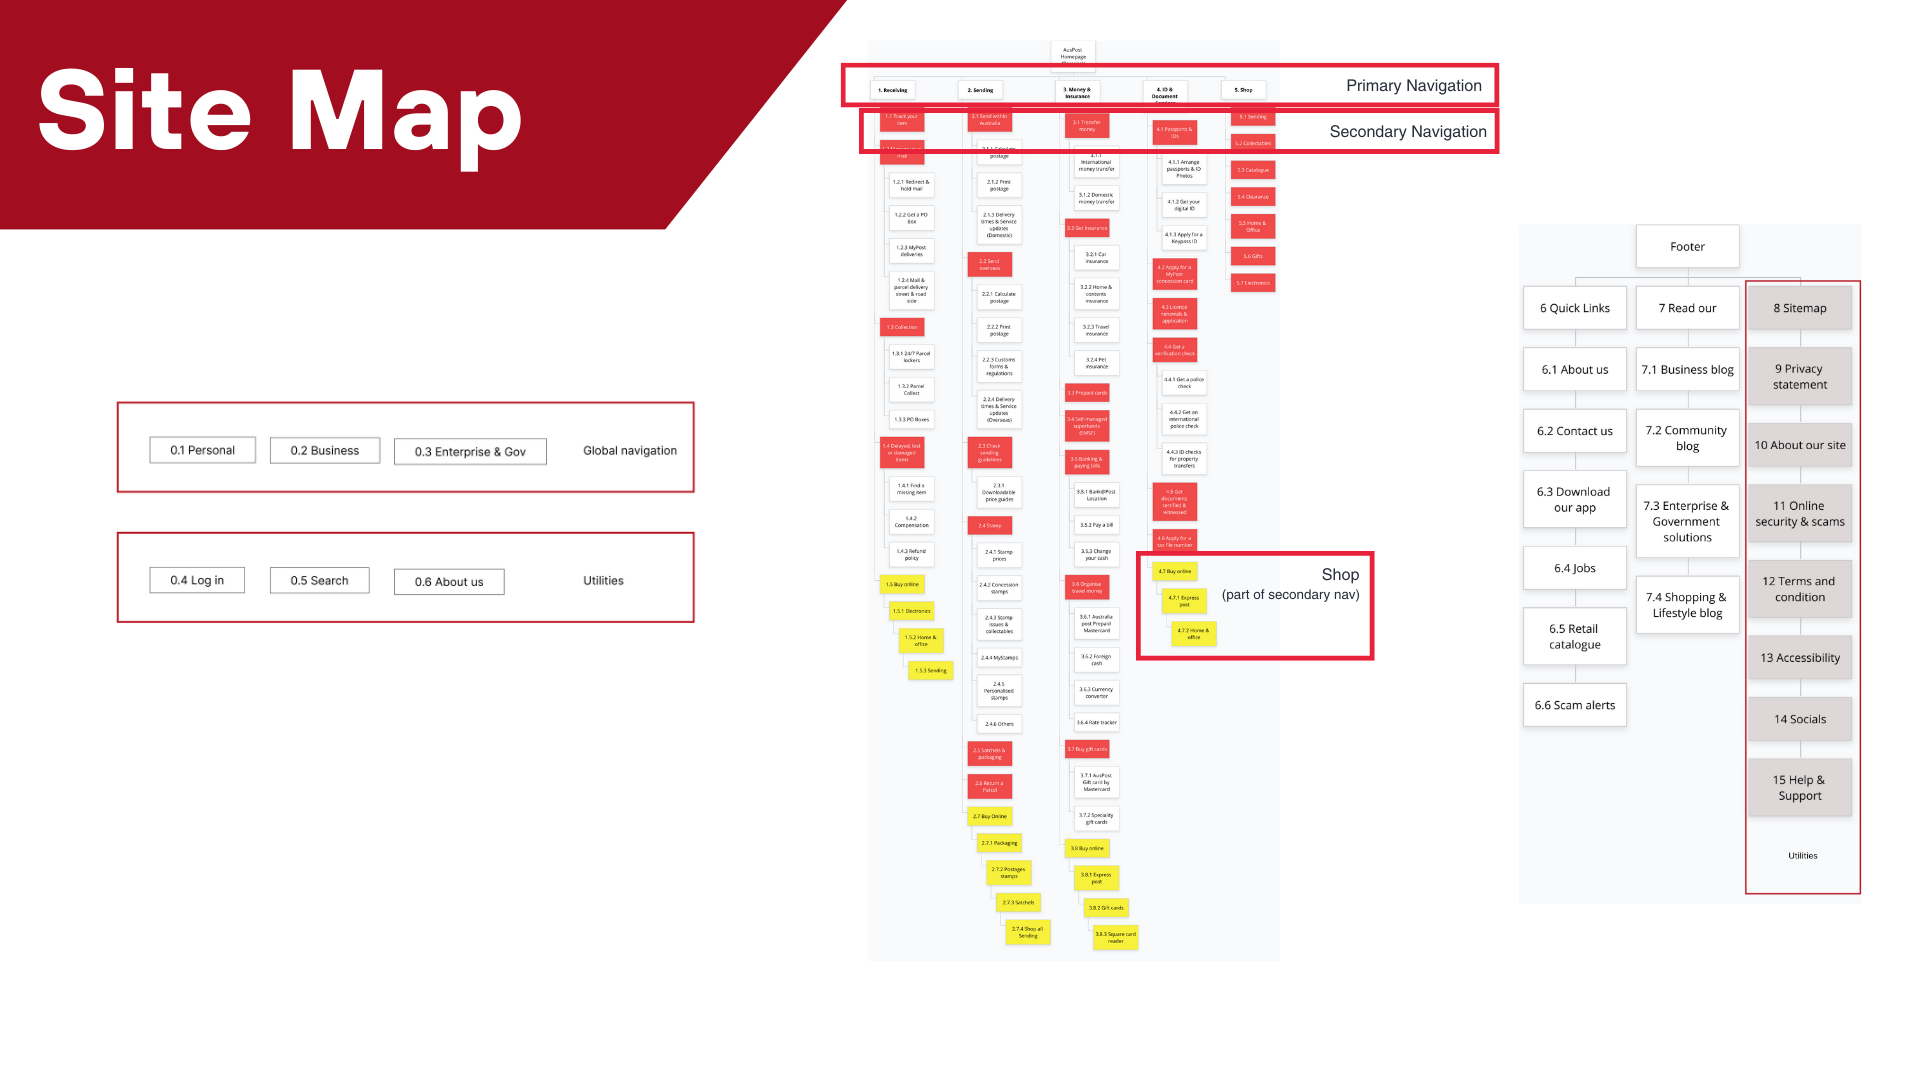 Site Map
0.1 Personal
0.2 Business
0.3 Enterprise & Gov
Global navigation
0.4 Log in
0.5 Search
0.6 About us
Utilities
AusPost
Homepage
Primary Navigation
Secondary Navigation
1. Receiving
1.1 Track your
item
mail
1.2.1 Redirect &
hold mail
1.2.2 Get a PO
box
1.2.3 MyPost
deliveries
1.2.4 Mail &
parcel delivery
street & road
side
1.3 Collection
1.3.1 24/7 Parcel
lockers
1.3.2 Parcel
Collect
1.3.3 PO Boxes
1.4 Delayed, lost
or damaged
items
1.4.1 Find a
missing item
1.4.2
Compensation
1.4.3 Refund
policy
1.5 Buy online
1.5.1 Electronics
1.5.2 Home &
office
1.5.3 Sending
2. Sending
2.1 Send within
Australia
2.1.1 Calculate
postage
2.1.2 Print
postage
2.1.3 Delivery
times & Service
updates
(Domestic)
2.2 Send
overseas
2.2.1 Calculate
postage
2.2.2 Print
postage
2.2.3 Customs
forms &
regulations
2.2.4 Delivery
times & Service
updates
(Overseas)
2.3 Check
sending
guidelines
2.3.1
Downloadable
price guides
2.4 Stamp
2.4.1 Stamp
prices
2.4.2 Concession
stamps
2.4.3 Stamp
issues &
collectables
2.4.4 MyStamps
2.4.5
Personalised
stamps
2.4.6 Others
2.5 Satchels &
packaging
2.6 Return a
Parcel
2.7 Buy Online
2.7.1 Packaging
2.7.2 Postages
stamps
2.7.3 Satchels
2.7.4 Shop all
Sending
3. Money &
Insurance
3.1 Transfer
money
3.1.1
International
money transfer
3.1.2 Domestic
money transfer
3.2 Get Insurance
3.2.1 Car
insurance
3.2.2 Home &
contents
insurance
3.2.3 Travel
insurance
3.2.4 Pet
insurance
3.3 Prepaid cards
3.4 Self-managed
superfunds
(SMSF)
3.5 Banking &
paying bills
3.5.1 Bank@Post
Location
3.5.2 Pay a bill
3.5.3 Change
your cash
3.6 Organise
travel money
3.6.1 Australia
post Prepaid
Mastercard
3.6.2 Foreign
cash
3.6.3 Currency
converter
3.6.4 Rate tracker
3.7 Buy gift cards
3.7.1 AusPost
Gift card by
Mastercard
3.7.2 Speciality
gift cards
3.8 Buy online
3.8.1 Express
post
3.8.2 Gift cards
3.8.3 Square card
reader
4. ID &
Document
4.1 Passports &
IDs
4.1.1 Arrange
passports & ID
Photos
4.1.2 Get your
digital ID
4.1.3 Apply for a
Keypass ID
4.2 Apply for a
MyPost
concession card
4.3 Licence
renewals &
application
4.4 Get a
verification check
4.4.1 Get a police
check
4.4.2 Get an
international
police check
4.4.3 ID checks
for property
transfers
4.5 Get
documents
certified &
witnessed
4.6 Apply for a
tax file number
4.7 Buy online
4.7.1 Express
post
4.7.2 Home &
office
Shop
(part of secondary nav)
5. Shop
5.1 Sending
5.2 Collectables
5.4 Clearance
5.5 Home &
Office
5.6 Gifts
5.7 Electronics
Footer
6 Quick Links
6.1 About us
6.2 Contact us
6.3 Download
our app
6.4 Jobs
6.5 Retail
catalogue
6.6 Scam alerts
7 Read our
7.1 Business blog
7.2 Community
blog
7.3 Enterprise &
Government
solutions
7.4 Shopping &
Lifestyle blog
8 Sitemap
9 Privacy
statement
10 About our site
11 Online
security & scams
12 Terms and
condition
13 Accessibility
14 Socials
15 Help &
Support
Utilities